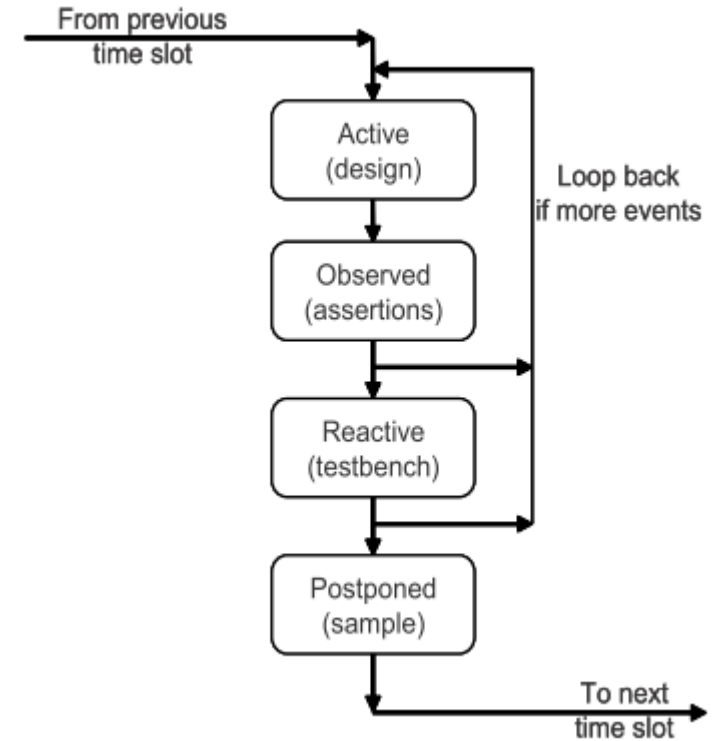 From previous
time slot
Active
(design)
Loop back
if more events
Observed
(assertions)
Reactive
(testbench)
Postponed
(sample)
To next
time slot